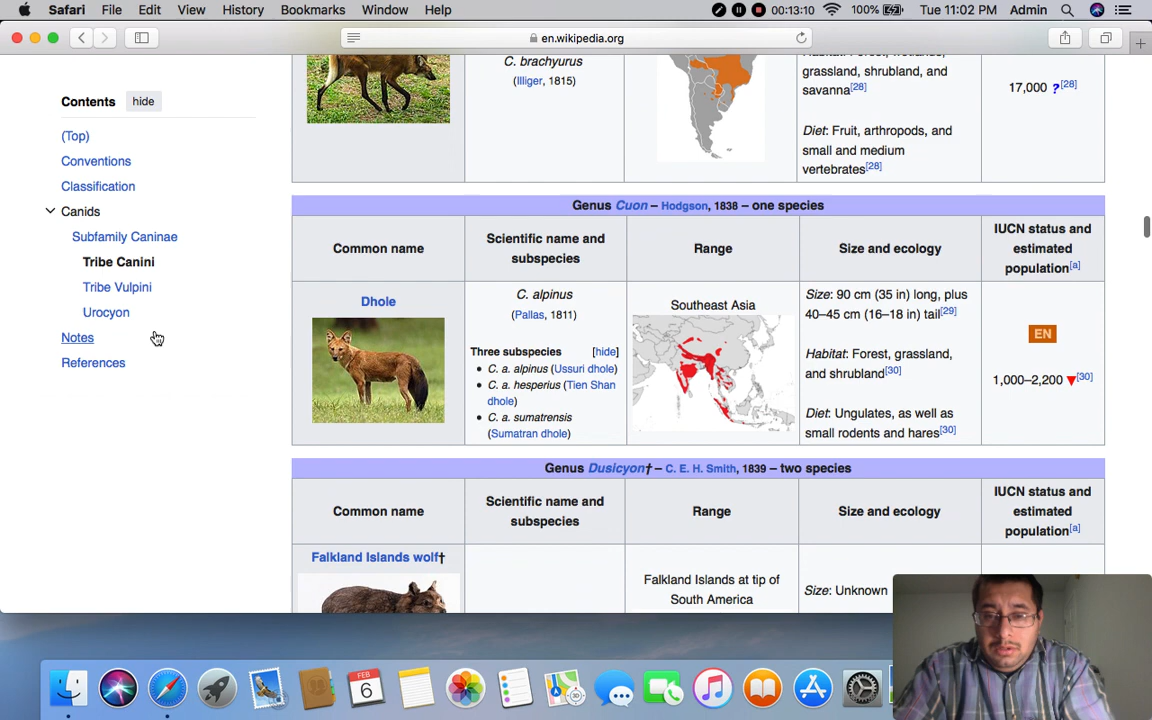 Safari File Edit View History Bookmarks Window Help 00:13:10 100% Tue 11:02 PM Admin
en.wikipedia.org
Contents hide
(Top)
Conventions
Classification
Canids
Subfamily Caninae
Tribe Canini
Tribe Vulpini
Urocyon
Notes
References
C. brachyurus
(Illiger, 1815)
grassland, shrubland, and
savanna[28]
Diet: Fruit, arthropods, and
small and medium
vertebrates[28]
17,000 ?[28]
Genus Cuon – Hodgson, 1838 – one species
Common name
Scientific name and
subspecies
Range
Size and ecology
IUCN status and
estimated
population[a]
Dhole
C. alpinus
(Pallas, 1811)
Three subspecies [hide]
• C. a. alpinus (Ussuri dhole)
• C. a. hesperius (Tien Shan
dhole)
• C. a. sumatrensis
(Sumatran dhole)
Southeast Asia
Size: 90 cm (35 in) long, plus
40–45 cm (16–18 in) tail[29]
Habitat: Forest, grassland,
and shrubland[30]
Diet: Ungulates, as well as
small rodents and hares[30]
EN
1,000–2,200 ▼[30]
Genus Dusicyon† – C. E. H. Smith, 1839 – two species
Common name
Scientific name and
subspecies
Range
Size and ecology
IUCN status and
estimated
population[a]
Falkland Islands wolf†
Falkland Islands at tip of
South America
Size: Unknown
FEB
6